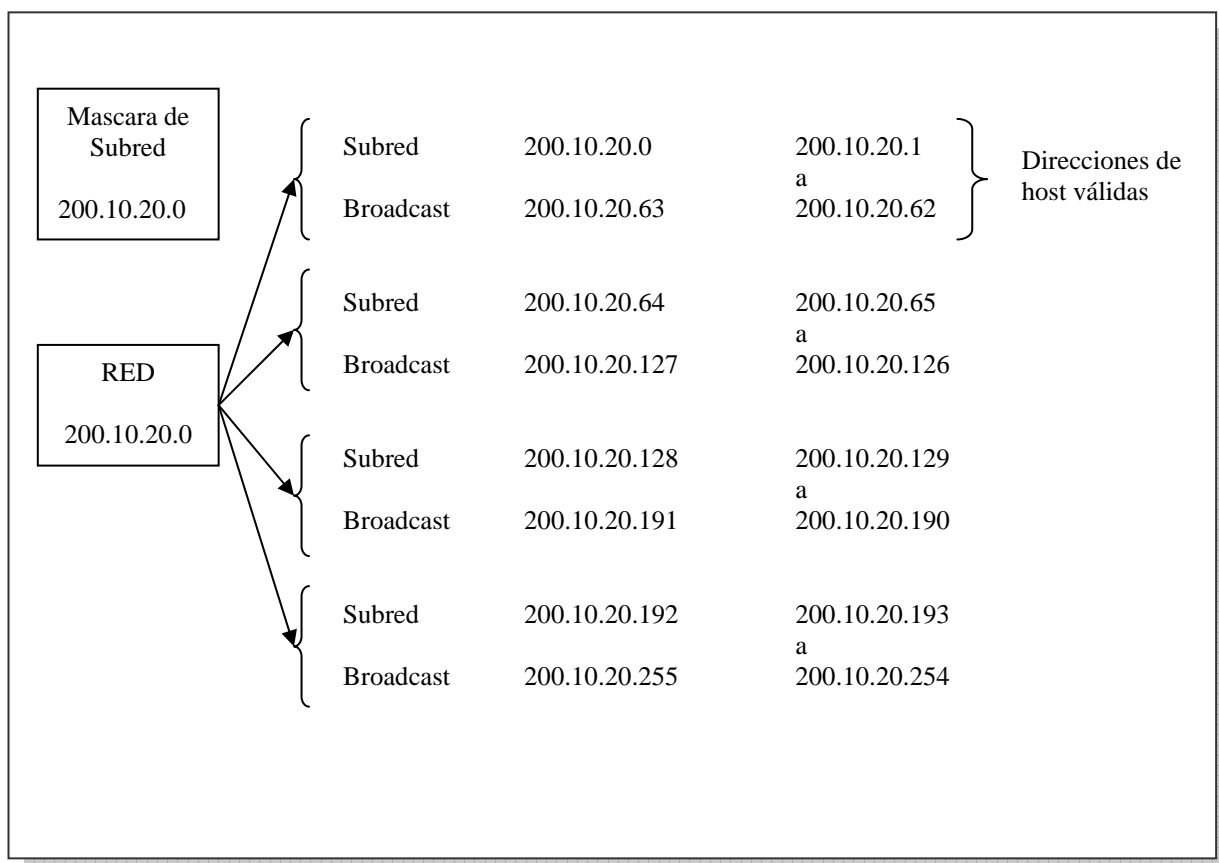 Mascara de
Subred
200.10.20.0
RED
200.10.20.0
Subred 200.10.20.0 200.10.20.1
a
Broadcast 200.10.20.63 200.10.20.62
Direcciones de
host válidas
Subred 200.10.20.64 200.10.20.65
a
Broadcast 200.10.20.127 200.10.20.126
Subred 200.10.20.128 200.10.20.129
a
Broadcast 200.10.20.191 200.10.20.190
Subred 200.10.20.192 200.10.20.193
a
Broadcast 200.10.20.255 200.10.20.254